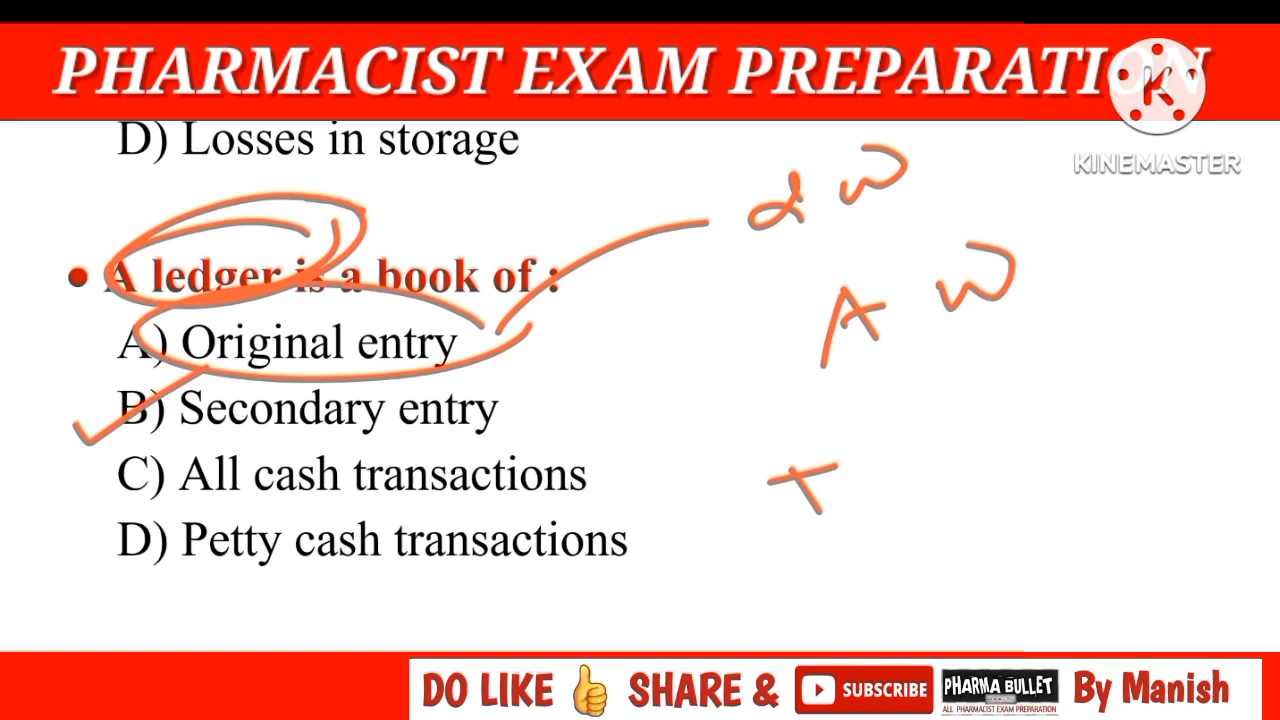 PHARMACIST EXAM PREPARATION
K
KINEMASTER
D) Losses in storage
• A ledger is a book of :
A) Original entry
B) Secondary entry
C) All cash transactions
D) Petty cash transactions
A W
DO LIKE SHARE & SUBSCRIBE PHARMA BULLET By Manish
ALL PHARMACIST EXAM PREPARATION